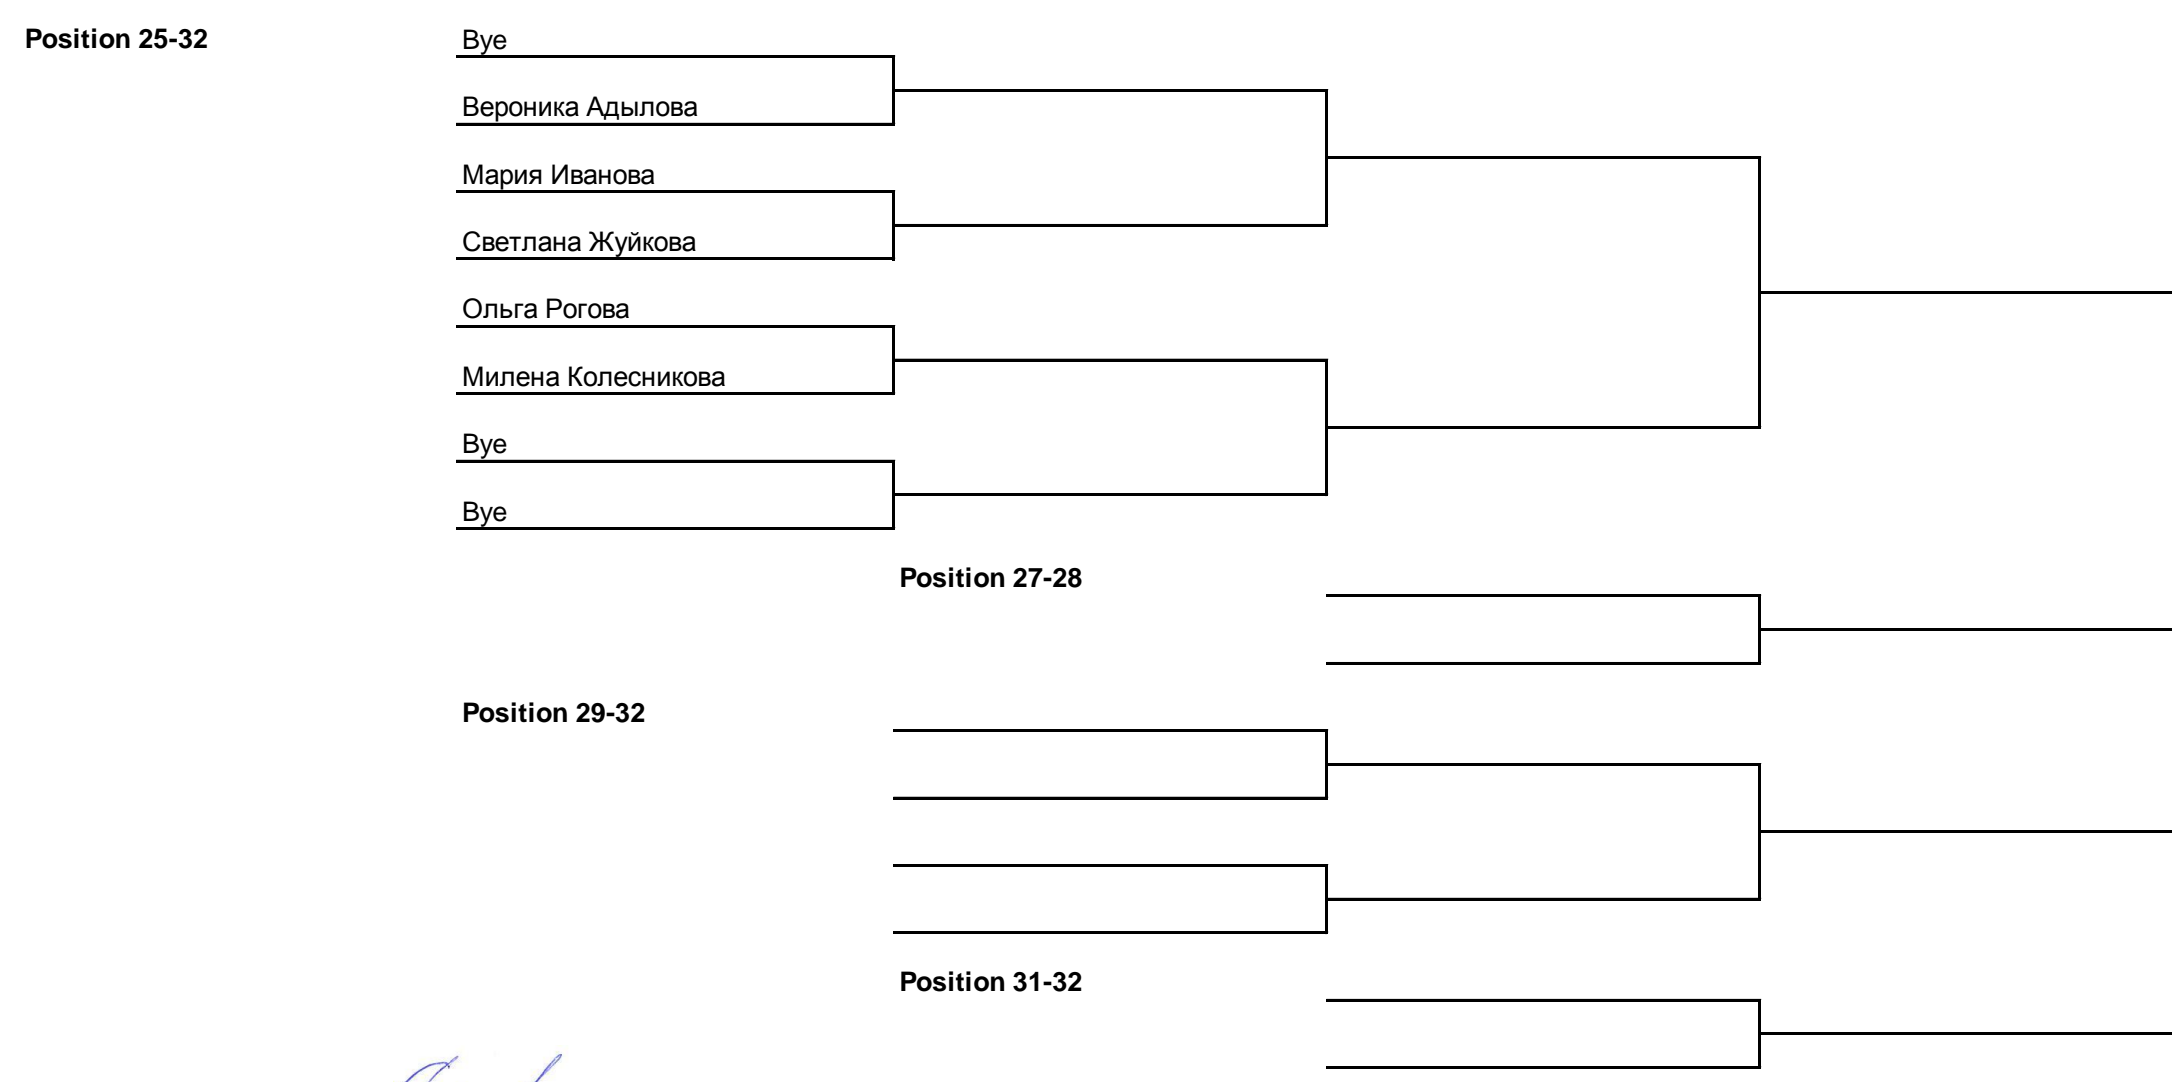 Position 25-32
Bye
Вероника Адылова
Мария Иванова
Светлана Жуйкова
Ольга Рогова
Милена Колесникова
Bye
Bye
Position 27-28
Position 29-32
Position 31-32